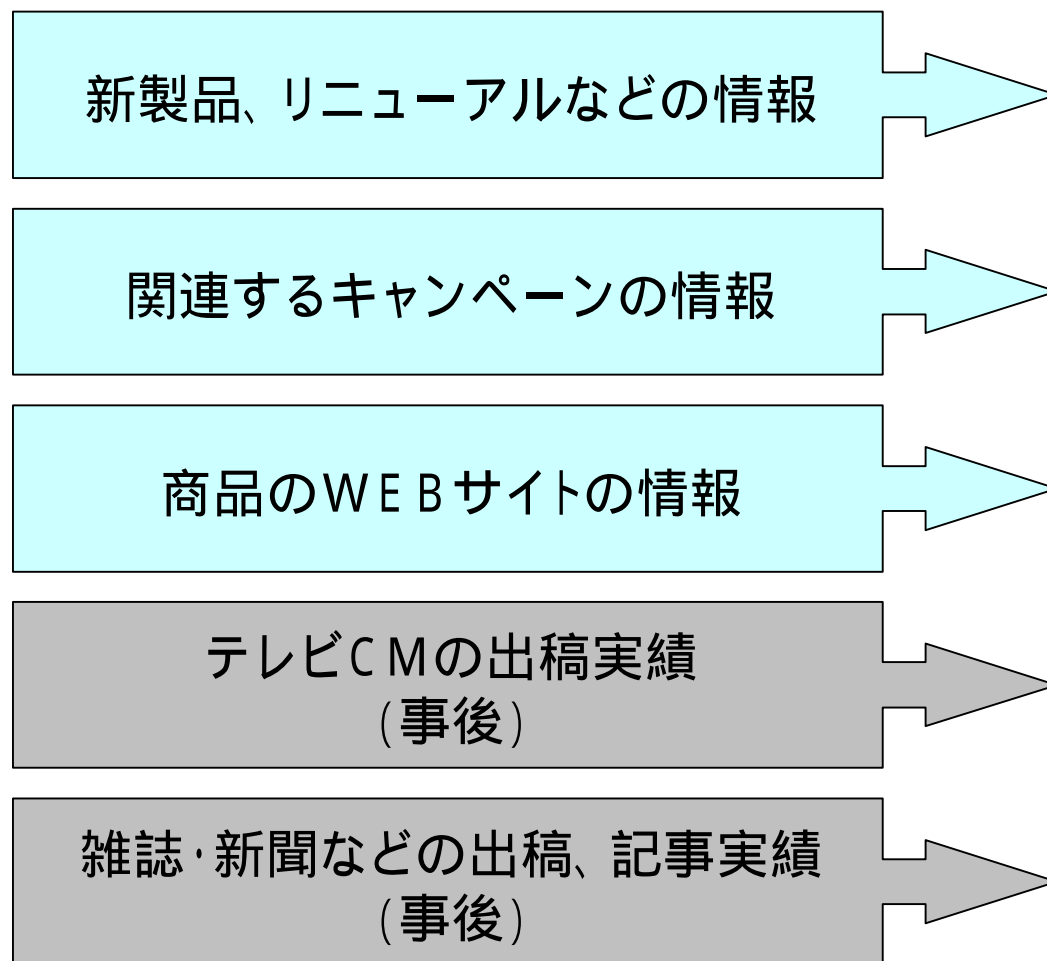 新製品、リニューアルなどの情報
関連するキャンペーンの情報
商品のWEBサイトの情報
テレビCMの出稿実績
(事後)
雑誌・新聞などの出稿、記事実績
(事後)